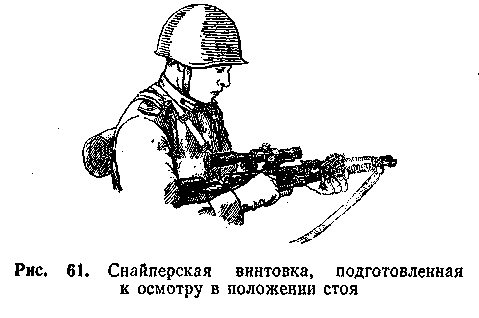 Рис. 61. Снайперская винтовка, подготовленная
к осмотру в положении стоя